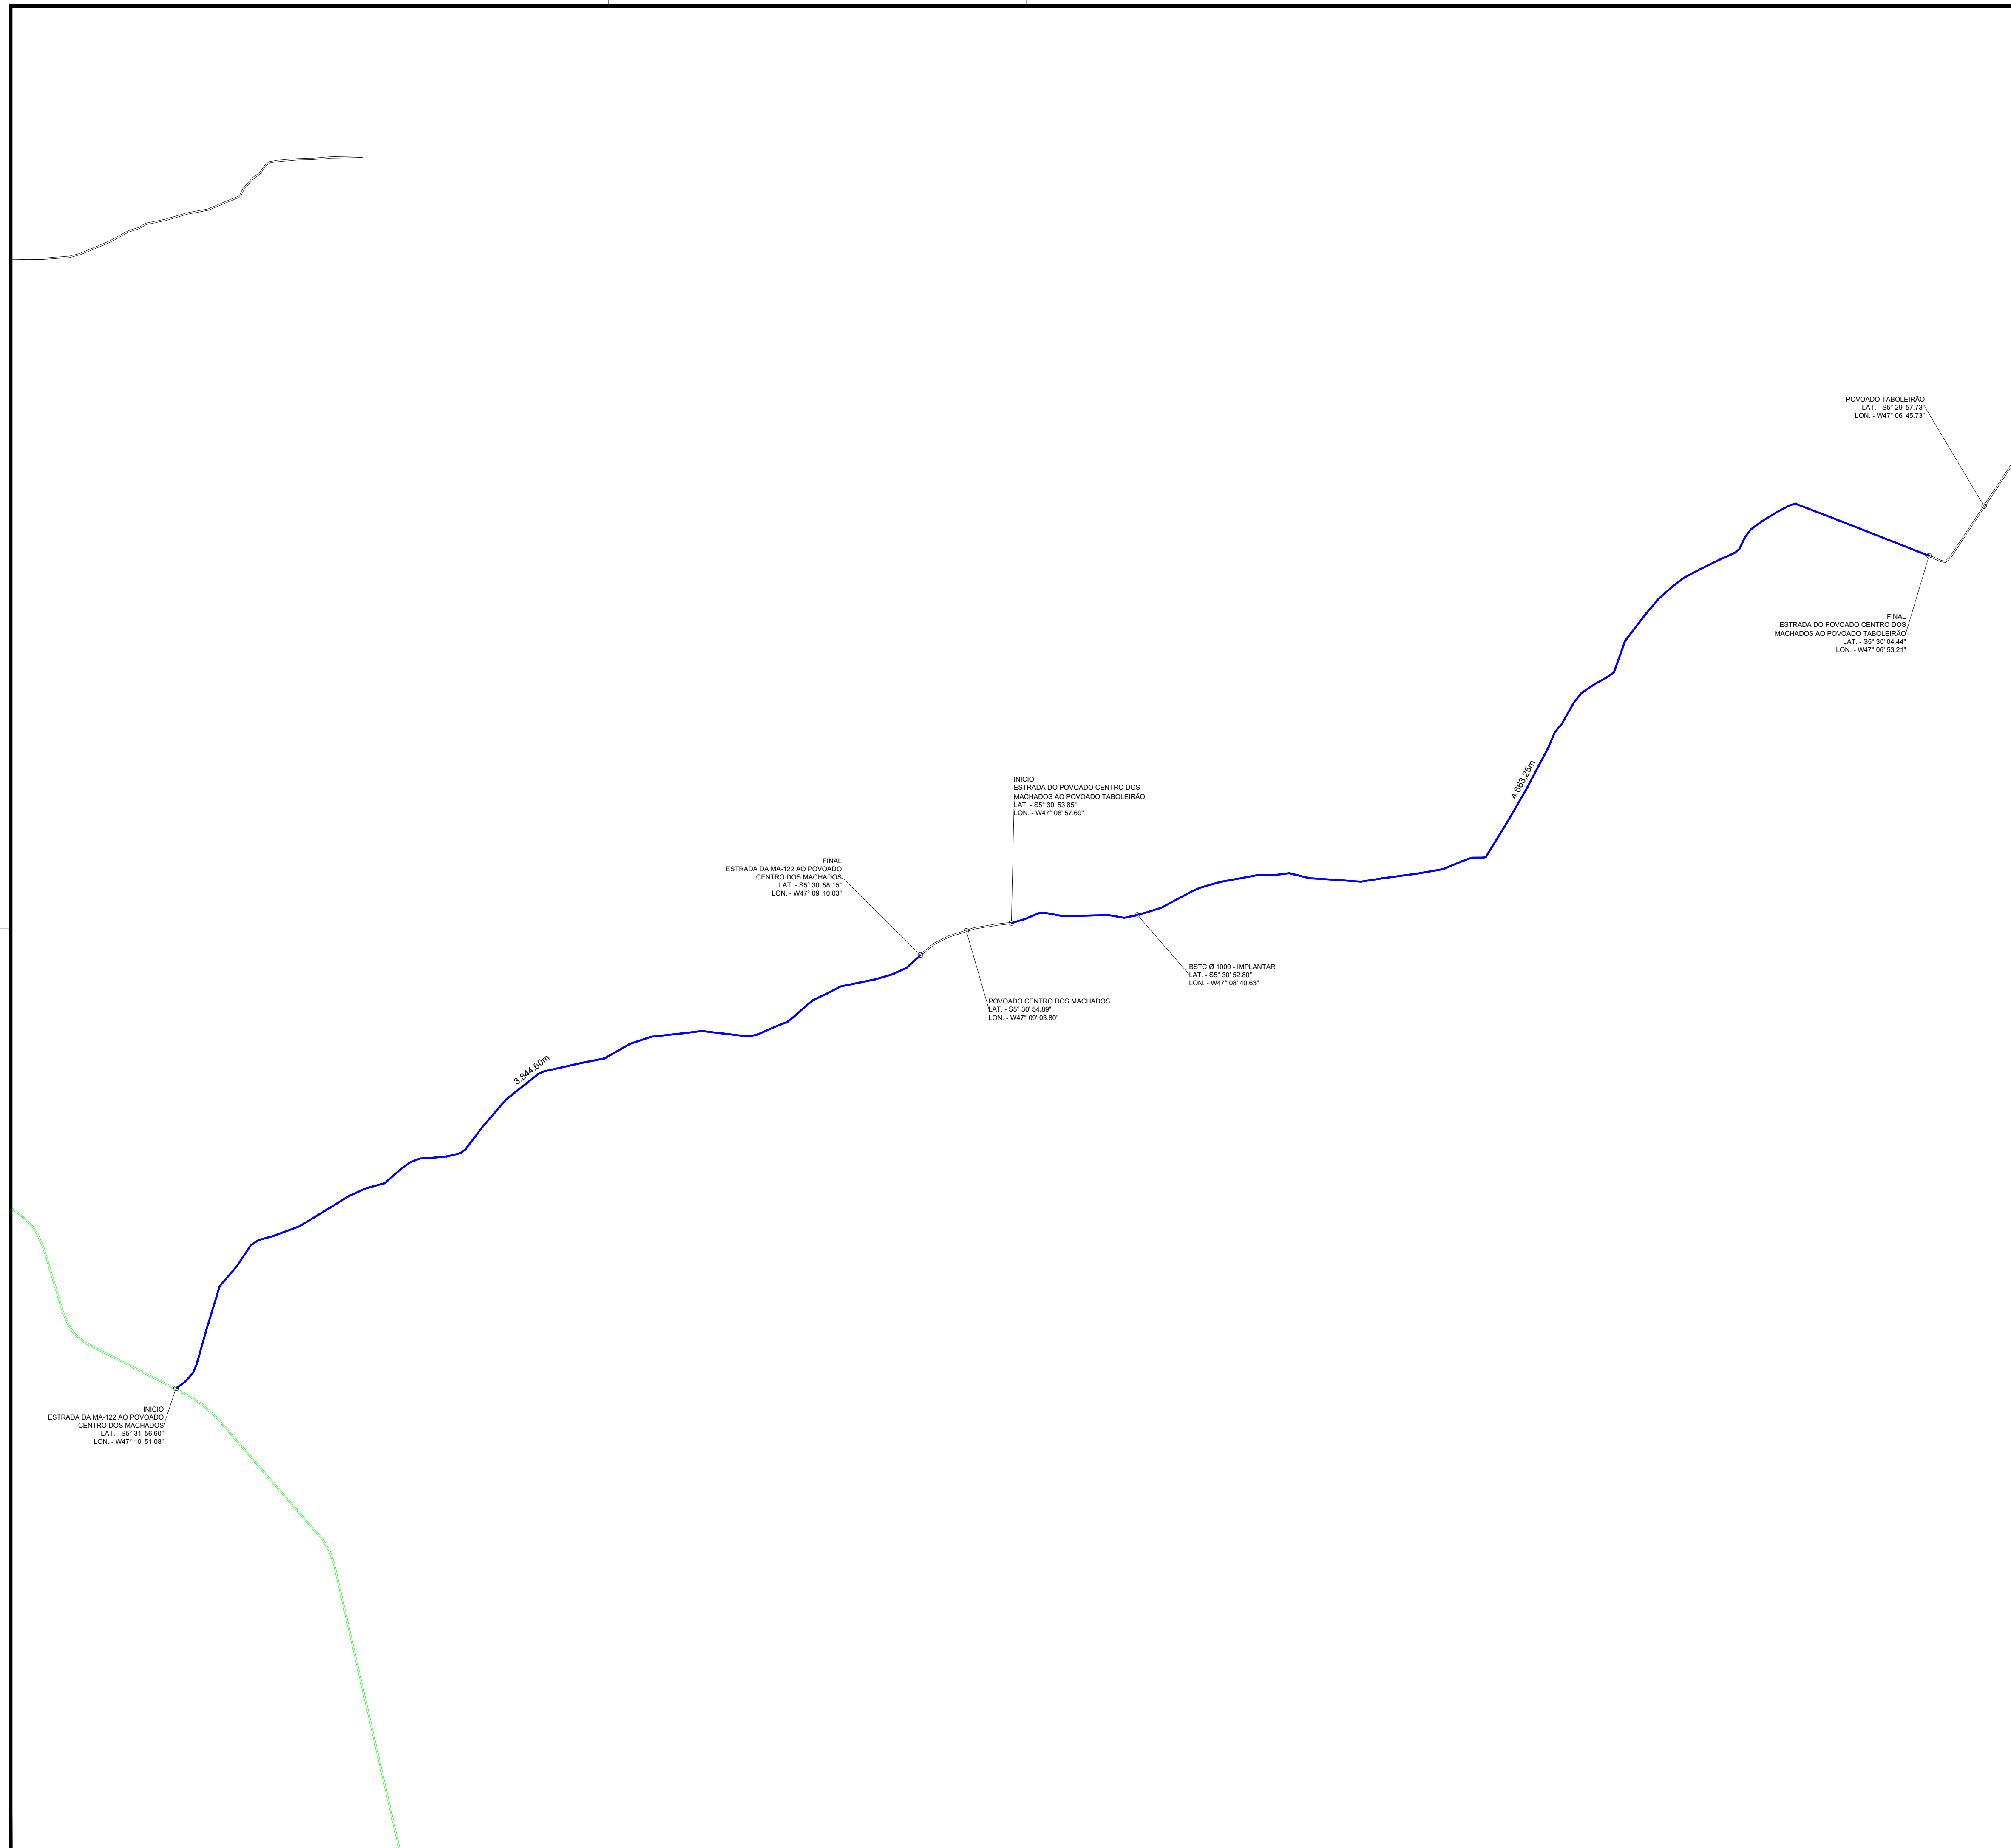 POVOADO TABOLEIRÃO
LAT. - S5° 29' 57.73"
LON. - W47° 06' 45.73"
FINAL
ESTRADA DO POVOADO CENTRO DOS
MACHADOS AO POVOADO TABOLEIRÃO
LAT. - S5° 30' 04.44"
LON. - W47° 06' 53.21"
4.663,25m
INICIO
ESTRADA DO POVOADO CENTRO DOS
MACHADOS AO POVOADO TABOLEIRÃO
LAT. - S5° 30' 53.85"
LON. - W47° 08' 57.69"
FINAL
ESTRADA DA MA-122 AO POVOADO
CENTRO DOS MACHADOS
LAT. - S5° 30' 58.15"
LON. - W47° 09' 10.03"
BSTC Ø 1000 - IMPLANTAR
LAT. - S5° 30' 52.80"
LON. - W47° 08' 40.63"
POVOADO CENTRO DOS MACHADOS
LAT. - S5° 30' 54.89"
LON. - W47° 09' 03.80"
3.844,60m
INICIO
ESTRADA DA MA-122 AO POVOADO
CENTRO DOS MACHADOS
LAT. - S5° 31' 56.60"
LON. - W47° 10' 51.08"